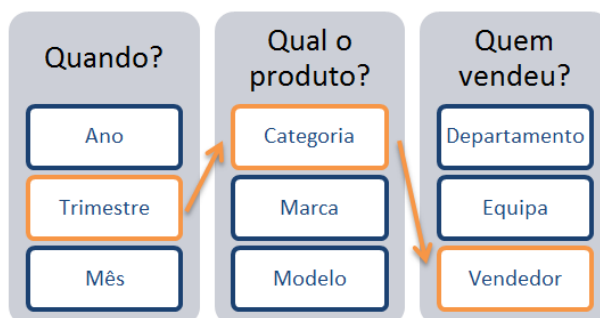 Quando?
Ano
Trimestre
Mês
Qual o
produto?
Categoria
Marca
Modelo
Quem
vendeu?
Departamento
Equipa
Vendedor